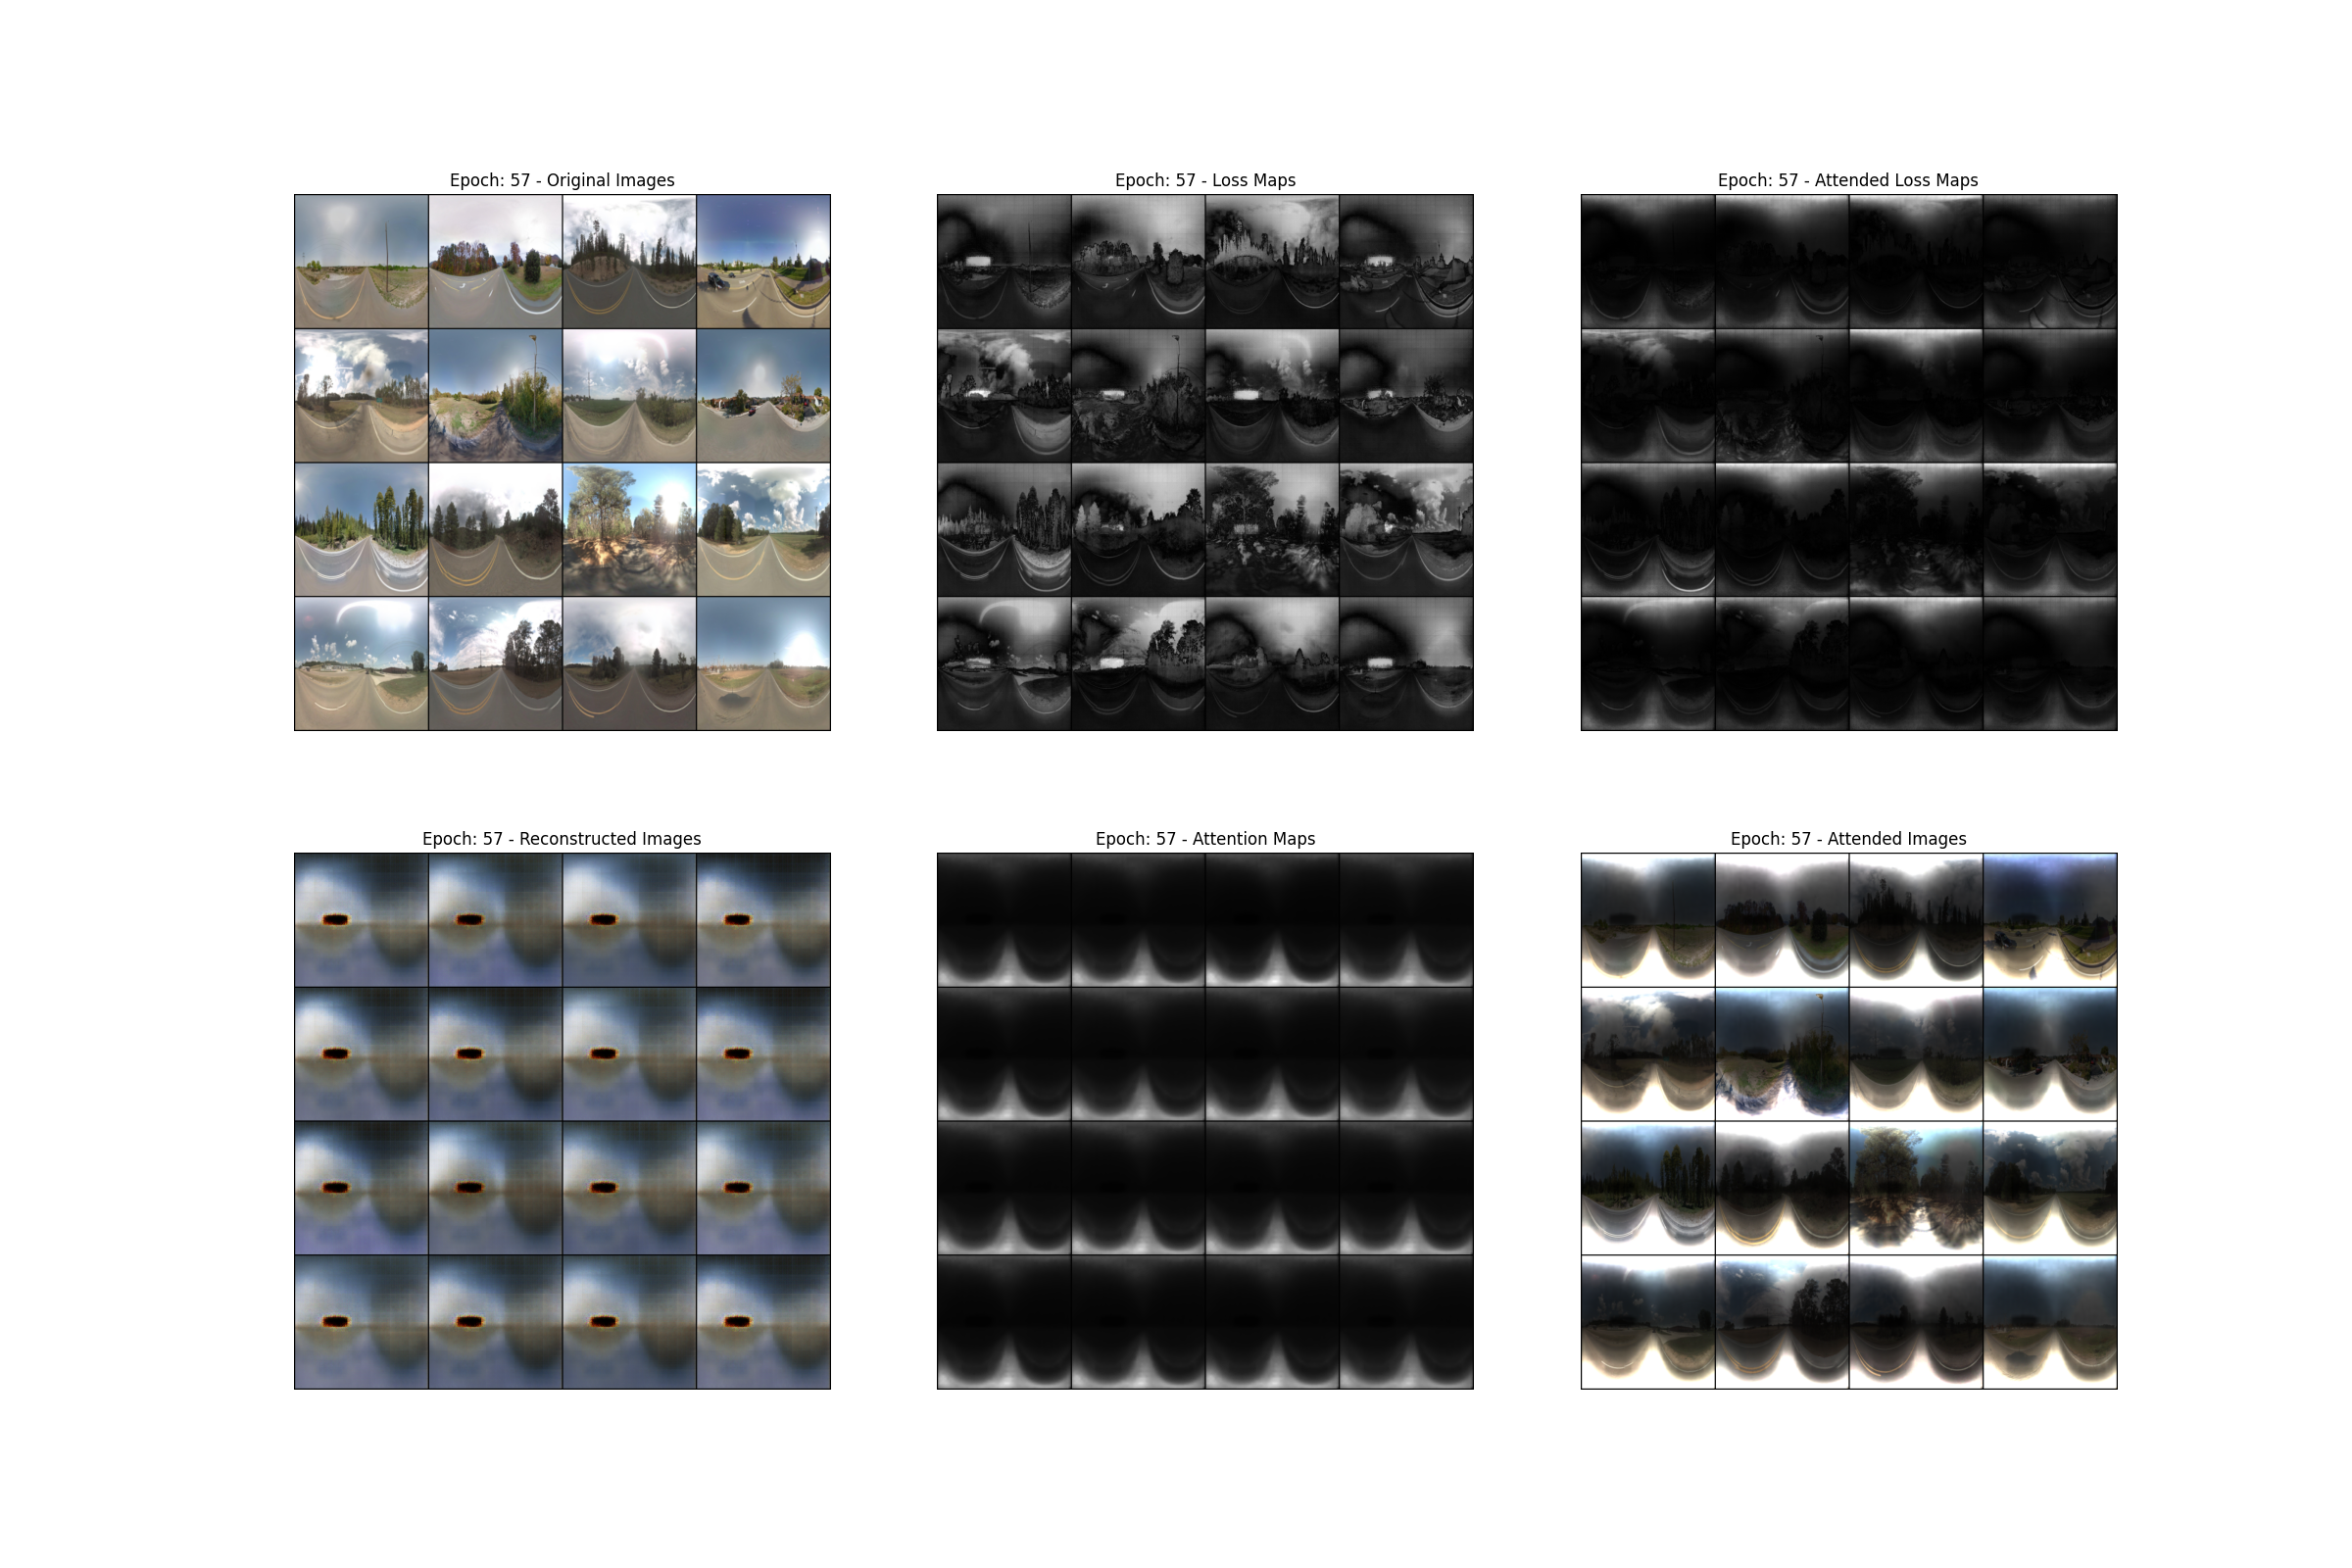 Epoch: 57 - Original Images
Epoch: 57 - Loss Maps
Epoch: 57 - Attended Loss Maps
Epoch: 57 - Reconstructed Images
Epoch: 57 - Attention Maps
Epoch: 57 - Attended Images